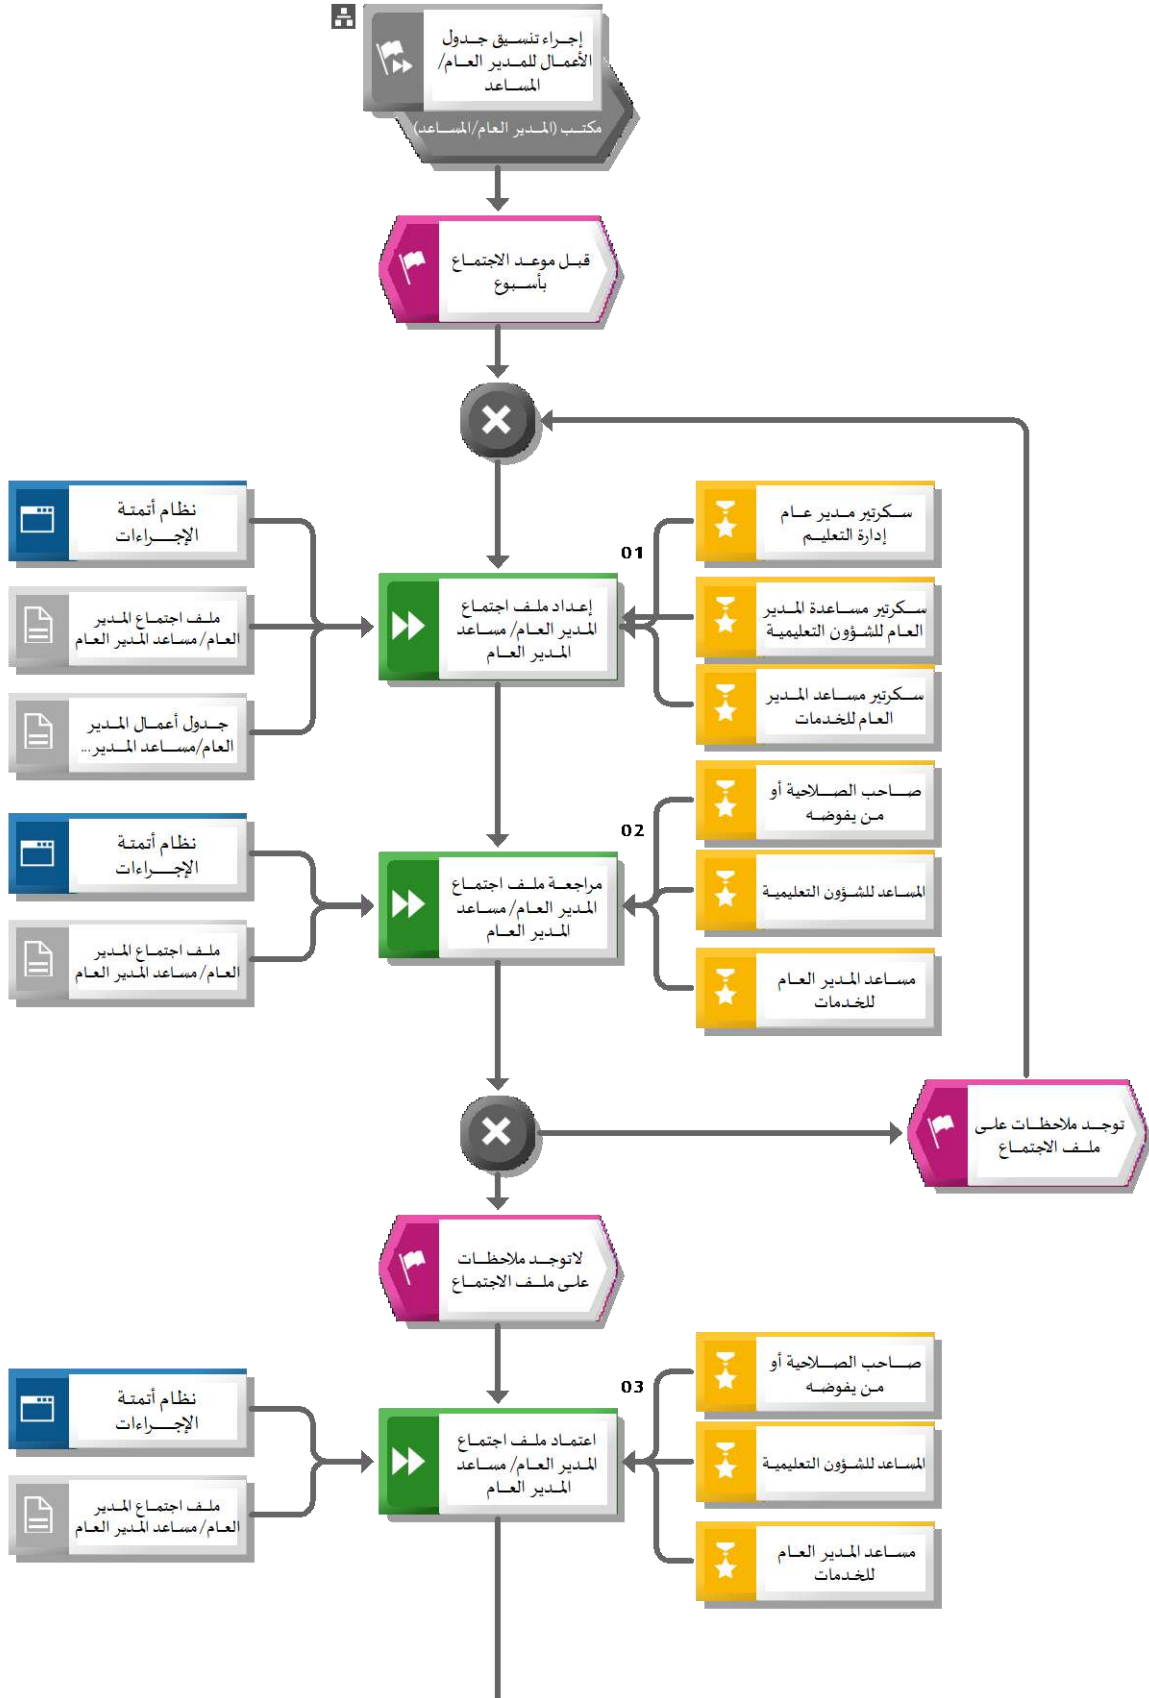 إجراء تنسيق جدول
الأعمال للمدير العام/
المساعد
مكتب (المدير العام/المساعد)
قبل موعد الاجتماع
بأسبوع
سكرتير مدير عام
إدارة التعليم
نظام أتمتة
الإجراءات
01
سكرتير مساعدة المدير
العام للشؤون التعليمية
إعداد ملف اجتماع
المدير العام/ مساعد
المدير العام
ملف اجتماع المدير
العام/ مساعد المدير العام
سكرتير مساعد المدير
العام للخدمات
جدول أعمال المدير
العام/مساعد المدير...
صاحب الصلاحية أو
من يفوضه
02
نظام أتمتة
الإجراءات
المساعد للشؤون التعليمية
مراجعة ملف اجتماع
المدير العام/ مساعد
المدير العام
ملف اجتماع المدير
العام/ مساعد المدير العام
مساعد المدير العام
للخدمات
توجد ملاحظات على
ملف الاجتماع
لاتوجد ملاحظات
على ملف الاجتماع
صاحب الصلاحية أو
من يفوضه
03
نظام أتمتة
الإجراءات
المساعد للشؤون التعليمية
اعتماد ملف اجتماع
المدير العام/ مساعد
المدير العام
ملف اجتماع المدير
العام/ مساعد المدير العام
مساعد المدير العام
للخدمات